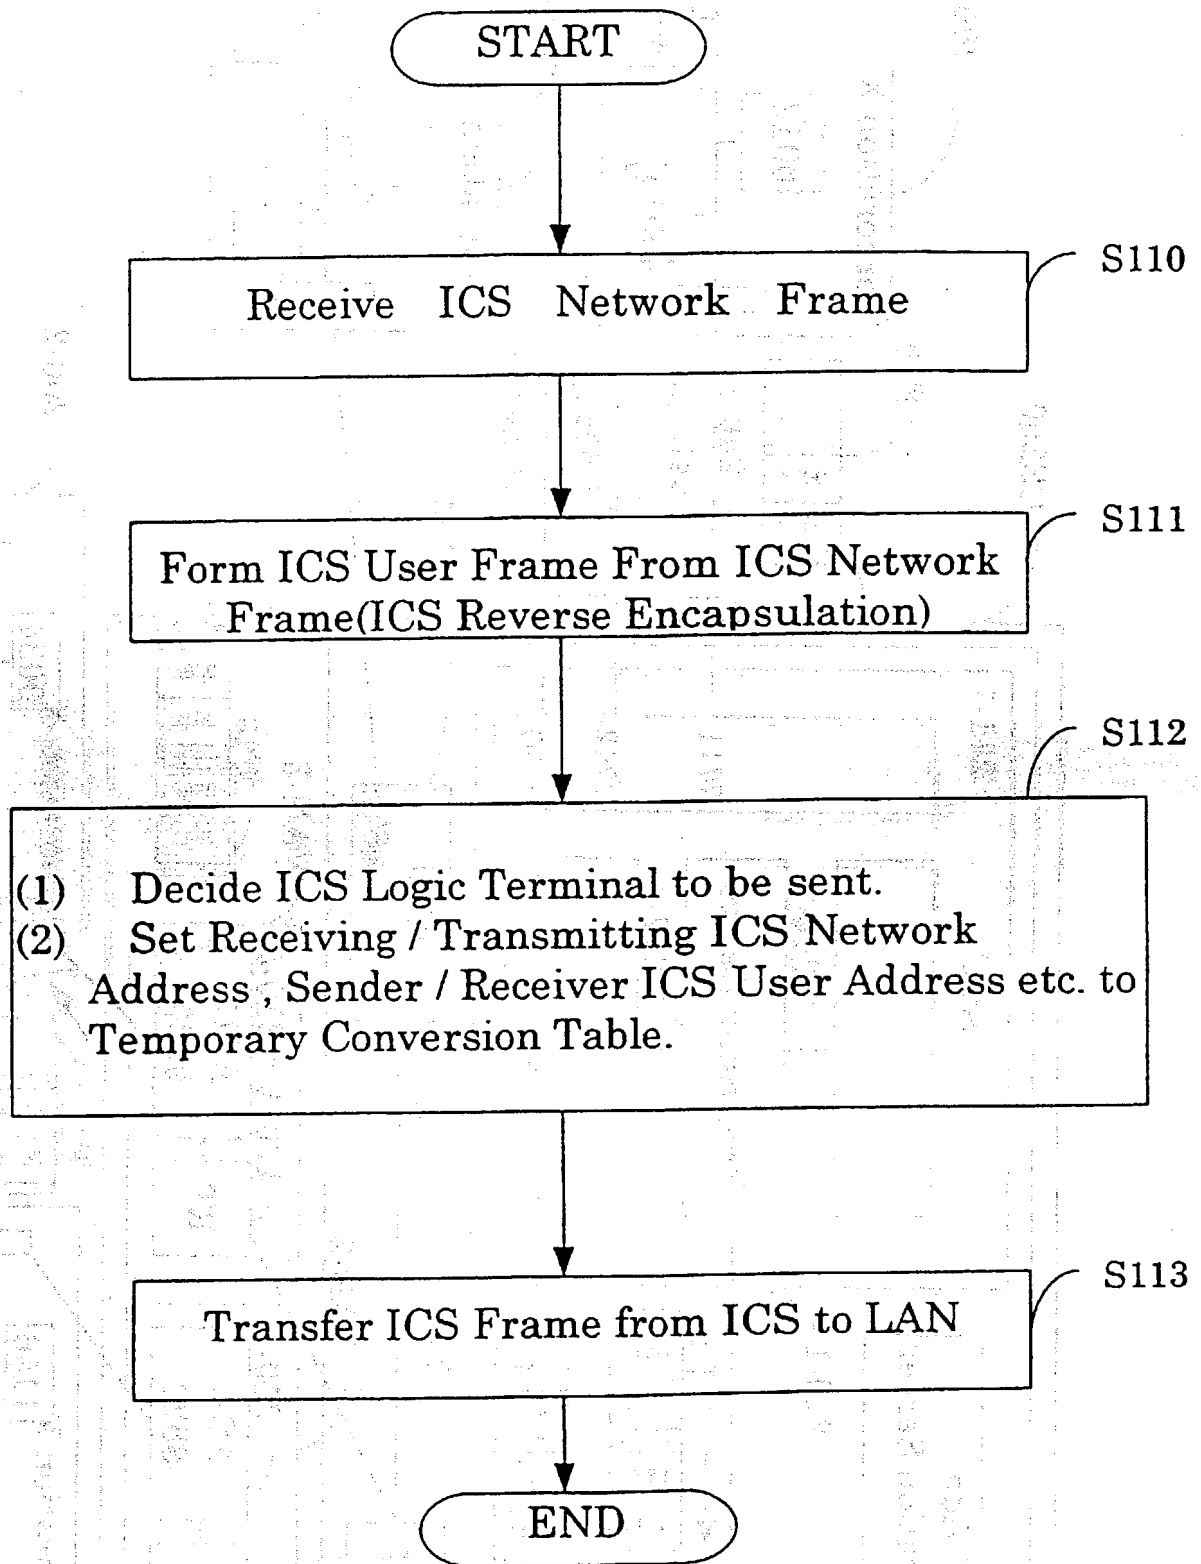 START
S110
Receive ICS Network Frame
S111
Form ICS User Frame From ICS Network
Frame(ICS Reverse Encapsulation)
S112
(1) Decide ICS Logic Terminal to be sent.
(2) Set Receiving / Transmitting ICS Network
Address , Sender / Receiver ICS User Address etc. to
Temporary Conversion Table.
S113
Transfer ICS Frame from ICS to LAN
END